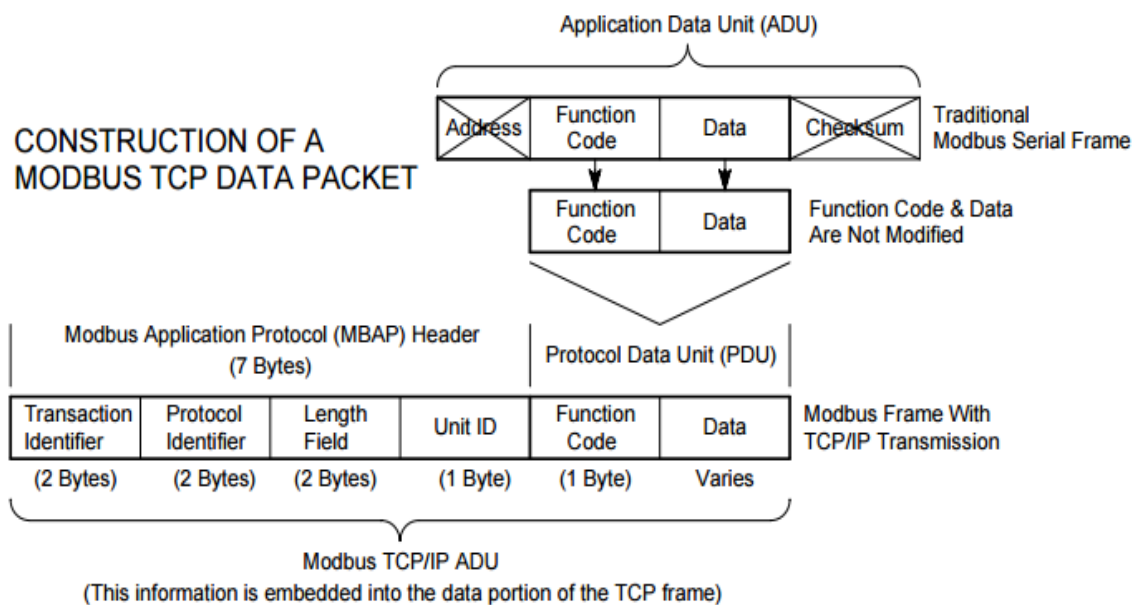 Application Data Unit (ADU)
CONSTRUCTION OF A
MODBUS TCP DATA PACKET
Address
Function
Code
Data
Checksum
Traditional
Modbus Serial Frame
Function
Code
Data
Function Code & Data
Are Not Modified
Modbus Application Protocol (MBAP) Header
(7 Bytes)
Protocol Data Unit (PDU)
Transaction
Identifier
Protocol
Identifier
Length
Field
Unit ID
Function
Code
Data
Modbus Frame With
TCP/IP Transmission
(2 Bytes)
(2 Bytes)
(2 Bytes)
(1 Byte)
(1 Byte)
Varies
Modbus TCP/IP ADU
(This information is embedded into the data portion of the TCP frame)